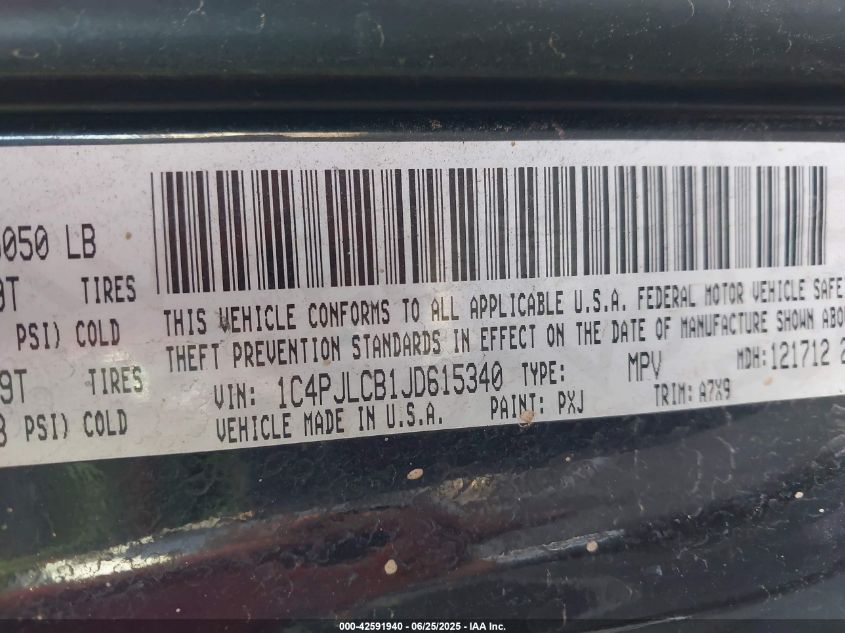 050 LB
TIRES
PSI) COLD
9T TIRES
PSI) COLD
THIS VEHICLE CONFORMS TO ALL APPLICABLE U.S.A. FEDERAL MOTOR VEHICLE SAFE
THEFT PREVENTION STANDARDS IN EFFECT ON THE DATE OF MANUFACTURE SHOWN ABO
VIN: 1C4PJLCB1JD615340 TYPE: MPV MDH: 121712 2
VEHICLE MADE IN U.S.A. PAINT: PXJ TRIM: A7X9
000-42591940 - 06/25/2025 - IAA Inc.